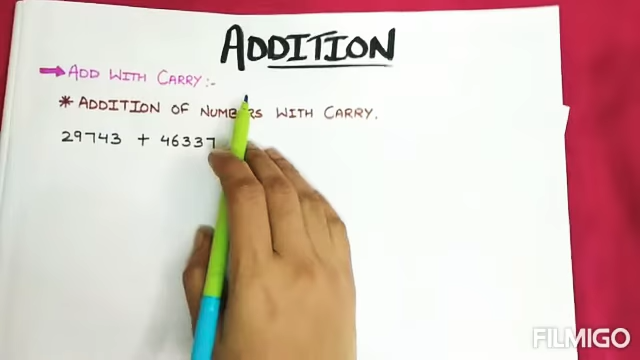 ADDITION
➡ ADD WITH CARRY:-
* ADDITION OF NUMBERS WITH CARRY.
29743 + 46337
FILMIGO